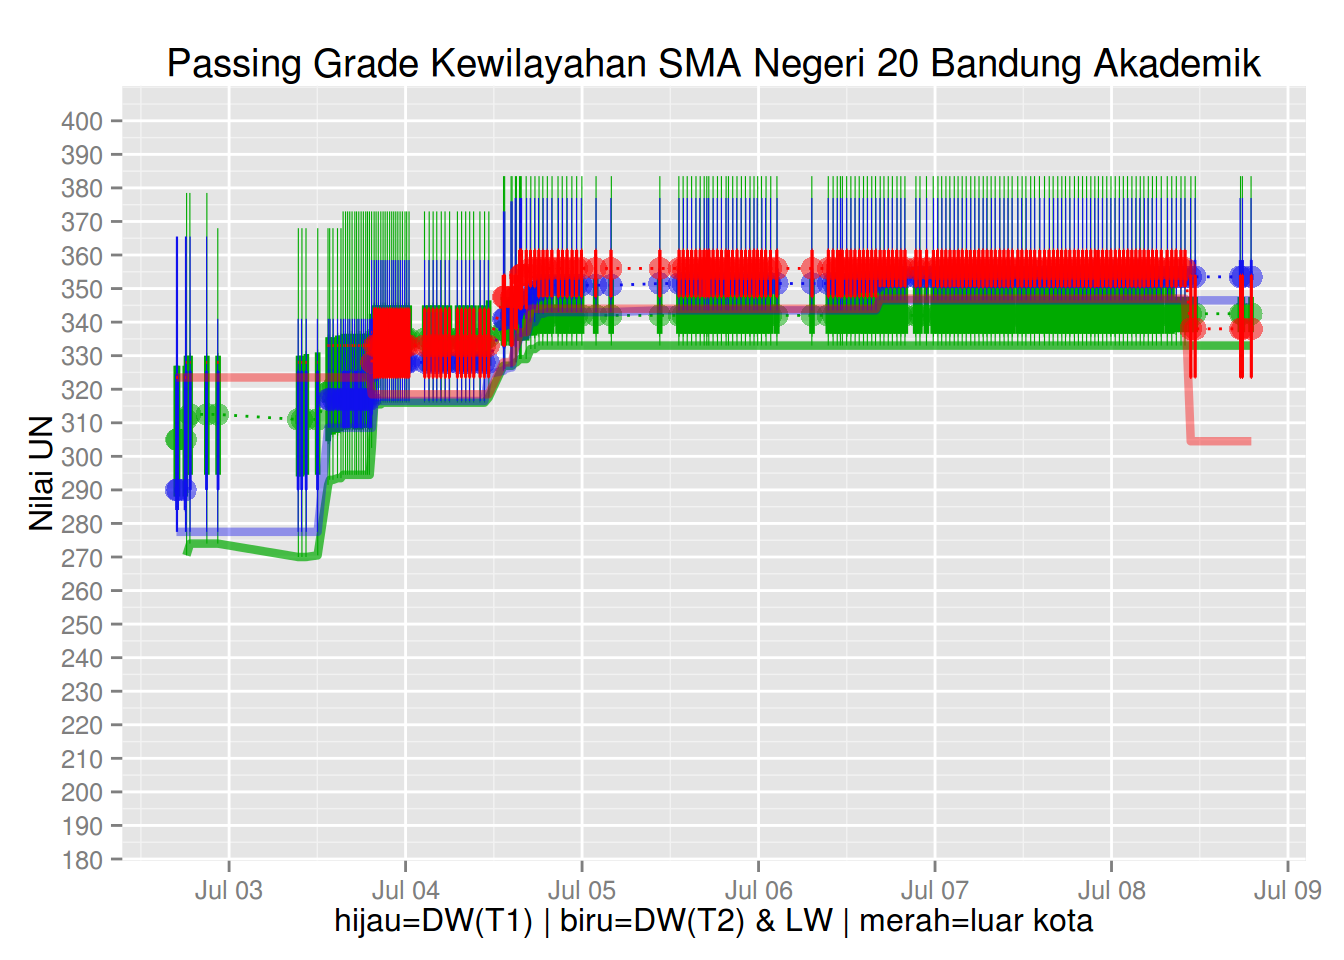 Passing Grade Kewilayahan SMA Negeri 20 Bandung Akademik
Nilai UN
400
390
380
370
360
350
340
330
320
310
300
290
280
270
260
250
240
230
220
210
200
190
180
Jul 03
Jul 04
Jul 05
Jul 06
Jul 07
Jul 08
Jul 09
hijau=DW(T1) | biru=DW(T2) & LW | merah=luar kota